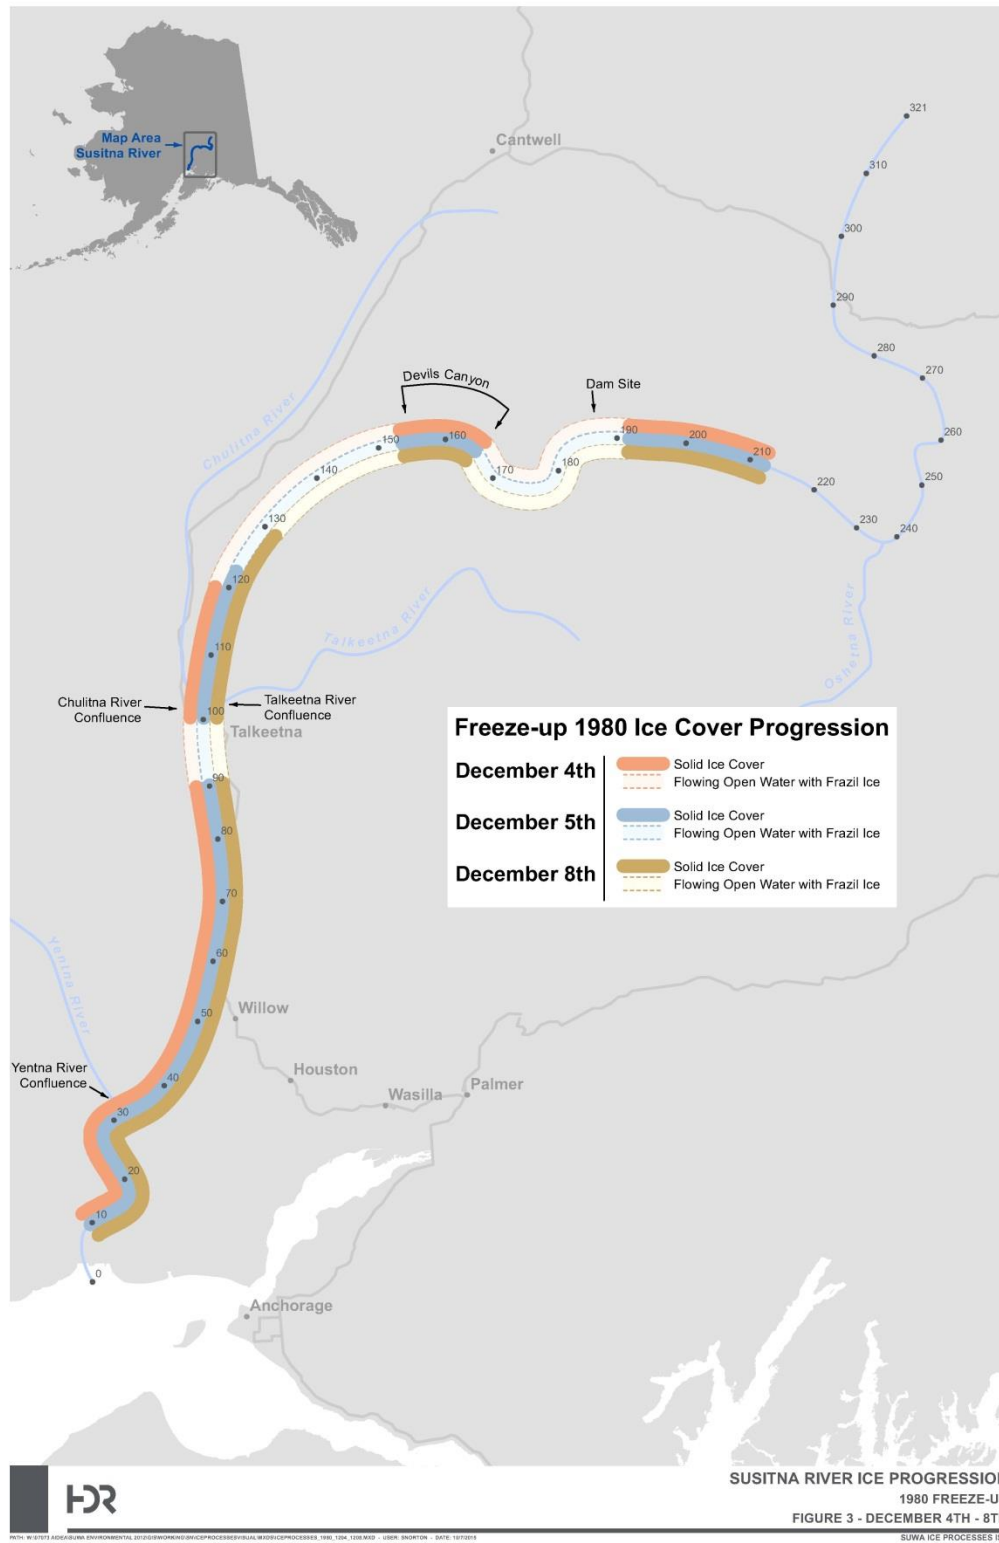 321
Cantwell
310
Map Area
Susitna River
300
290
280
270
260
250
240
230
220
210
200
190
180
170
160
150
140
130
120
110
100
90
80
70
60
50
40
30
20
10
0
Devils Canyon
Dam Site
Chulitna River
Talkeetna River
Oshetna River
Chulitna River
Confluence
Talkeetna River
Confluence
Talkeetna
Freeze-up 1980 Ice Cover Progression
December 4th
Solid Ice Cover
Flowing Open Water with Frazil Ice
December 5th
Solid Ice Cover
Flowing Open Water with Frazil Ice
December 8th
Solid Ice Cover
Flowing Open Water with Frazil Ice
Yentna River
Willow
Houston
Wasilla
Palmer
Yentna River
Confluence
Anchorage
HDR
SUSITNA RIVER ICE PROGRESSION
1980 FREEZE-U
FIGURE 3 - DECEMBER 4TH - 8T
SUWA ICE PROCESSES